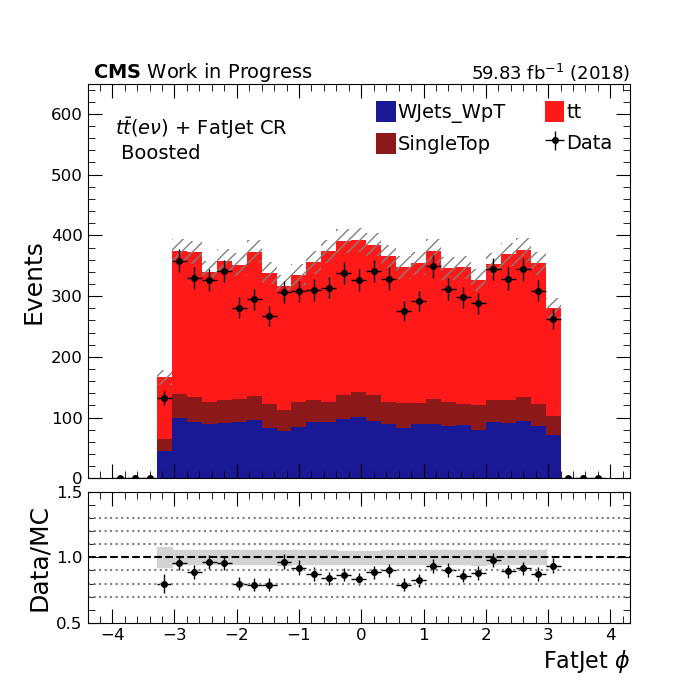 CMS Work in Progress 59.83 fb⁻¹ (2018)
600
500
400
300
200
100
0
Events
tt̄(eν) + FatJet CR
Boosted
WJets_WpT tt
SingleTop Data
1.5
1.0
0.5
Data/MC
−4 −3 −2 −1 0 1 2 3 4
FatJet ϕ